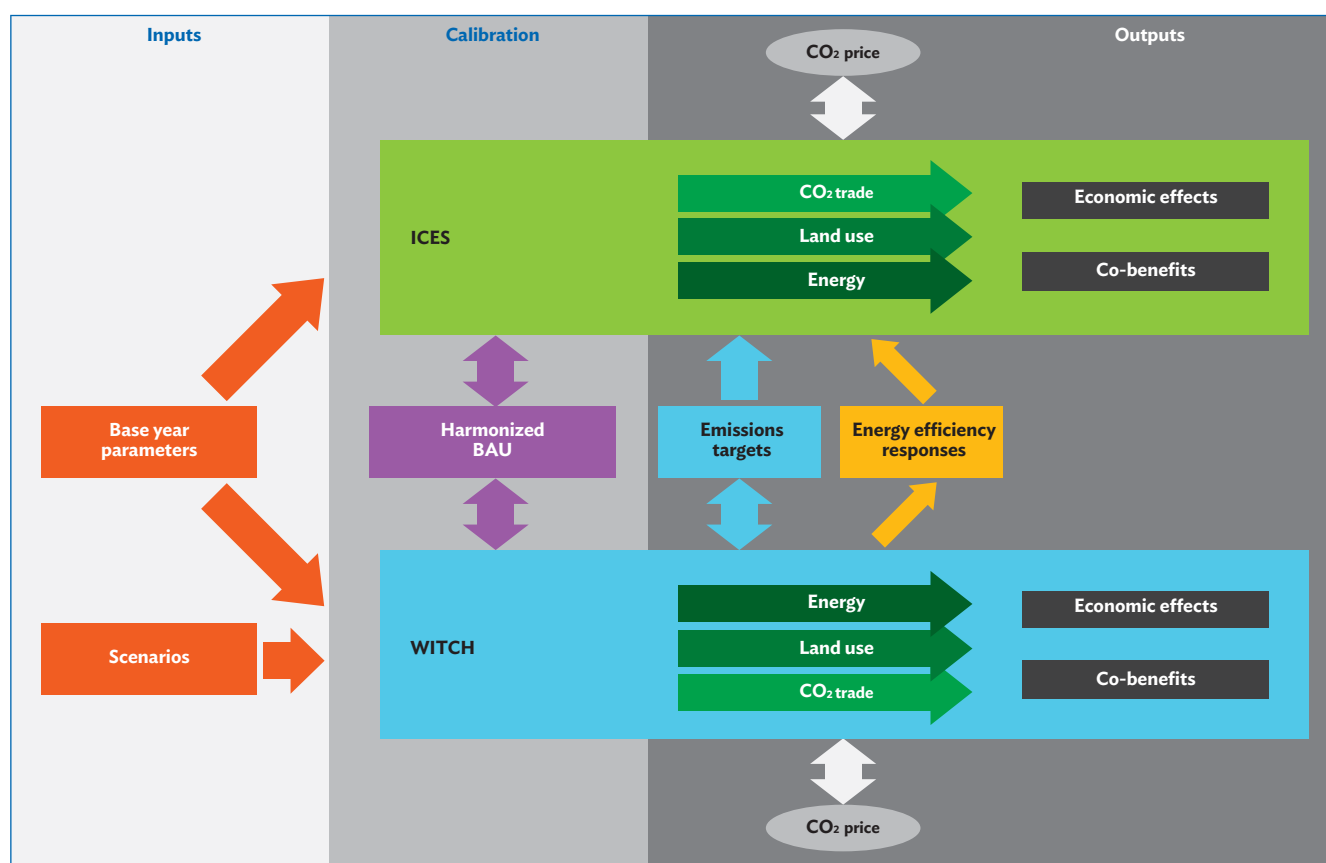 Inputs
Calibration
Outputs
CO2 price
ICES
CO2 trade
Land use
Energy
Economic effects
Co-benefits
Base year
parameters
Harmonized
BAU
Emissions
targets
Energy efficiency
responses
Scenarios
WITCH
Energy
Land use
CO2 trade
Economic effects
Co-benefits
CO2 price